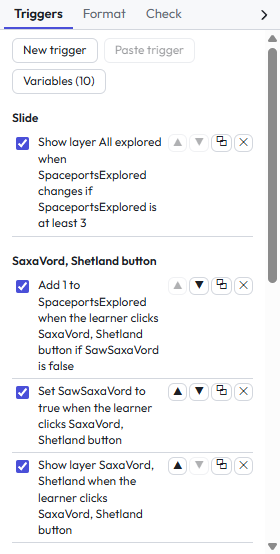 Triggers Format Check
New trigger Paste trigger
Variables (10)
Slide
Show layer All explored
when
SpaceportsExplored
changes if
SpaceportsExplored is
at least 3
SaxaVord, Shetland button
Add 1 to
SpaceportsExplored
when the learner clicks
SaxaVord, Shetland
button if SawSaxaVord
is false
Set SawSaxaVord to
true when the learner
clicks SaxaVord,
Shetland button
Show layer SaxaVord,
Shetland when the
learner clicks
SaxaVord, Shetland
button